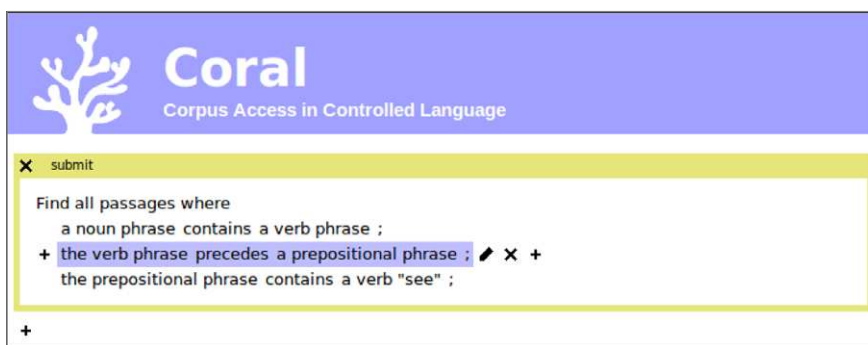 Coral
Corpus Access in Controlled Language
submit
Find all passages where
a noun phrase contains a verb phrase ;
the verb phrase precedes a prepositional phrase ;
the prepositional phrase contains a verb "see" ;